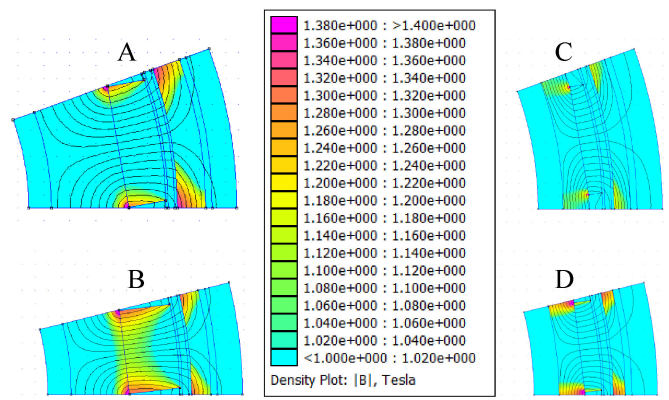 A
B
1.380e+000 : >1.400e+000
1.360e+000 : 1.380e+000
1.340e+000 : 1.360e+000
1.320e+000 : 1.340e+000
1.300e+000 : 1.320e+000
1.280e+000 : 1.300e+000
1.260e+000 : 1.280e+000
1.240e+000 : 1.260e+000
1.220e+000 : 1.240e+000
1.200e+000 : 1.220e+000
1.180e+000 : 1.200e+000
1.160e+000 : 1.180e+000
1.140e+000 : 1.160e+000
1.120e+000 : 1.140e+000
1.100e+000 : 1.120e+000
1.080e+000 : 1.100e+000
1.060e+000 : 1.080e+000
1.040e+000 : 1.060e+000
1.020e+000 : 1.040e+000
<1.000e+000 : 1.020e+000
Density Plot: |B|, Tesla
C
D